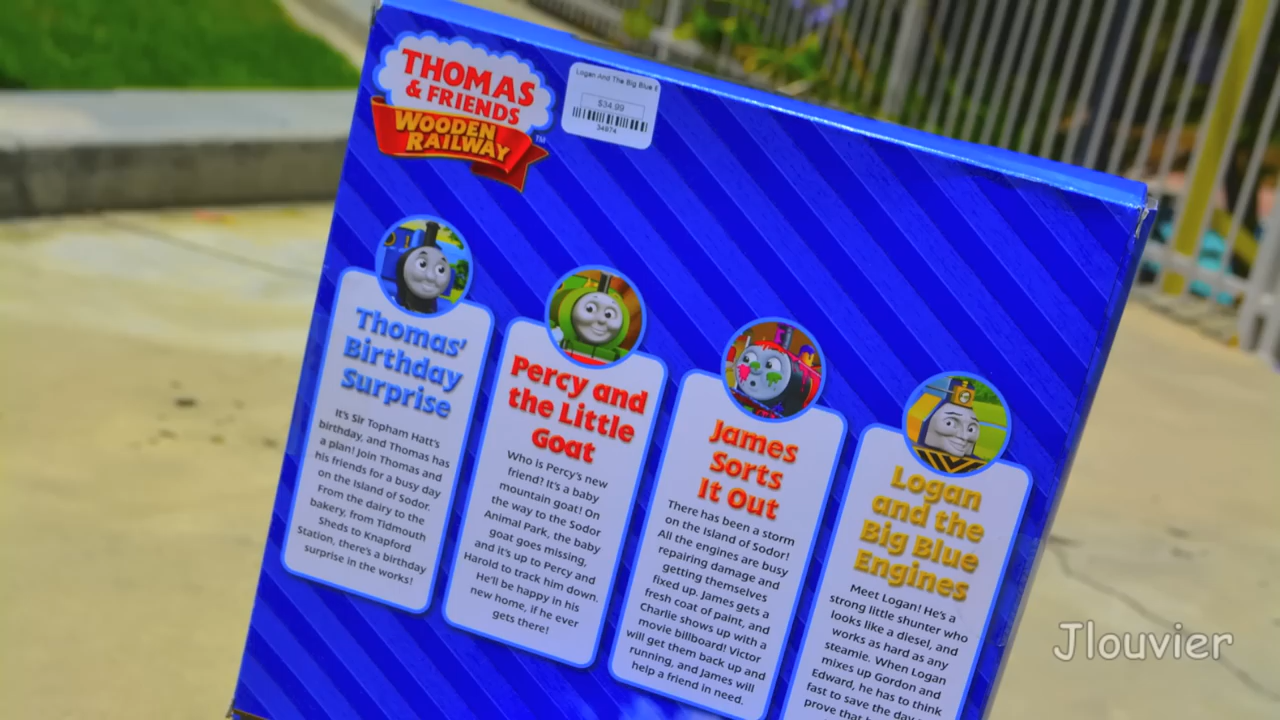 THOMAS
& FRIENDS
WOODEN
RAILWAY™
Logan And The Big Blue E
$34.99
34974
Thomas'
Birthday
Surprise
It's Sir Topham Hatt's
birthday, and Thomas has
a plan! Join Thomas and
his friends for a busy day
on the Island of Sodor.
From the dairy to the
bakery, from Tidmouth
Sheds to Knapford
Station, there's a birthday
surprise in the works!
Percy and
the Little
Goat
Who is Percy's new
friend? It's a baby
mountain goat! On
the way to the Sodor
Animal Park, the baby
goat goes missing,
and it's up to Percy and
Harold to track him down.
He'll be happy in his
new home, if he ever
gets there!
James
Sorts
It Out
There has been a storm
on the Island of Sodor!
All the engines are busy
repairing damage and
getting themselves
fixed up. James gets a
fresh coat of paint, and
Charlie shows up with a
movie billboard! Victor
will get them back up and
running, and James will
help a friend in need.
Logan
and the
Big Blue
Engines
Meet Logan! He's a
strong little shunter who
looks like a diesel, and
works as hard as any
steamie. When Logan
mixes up Gordon and
Edward, he has to think
fast to save the day
prove that
Jlouvier